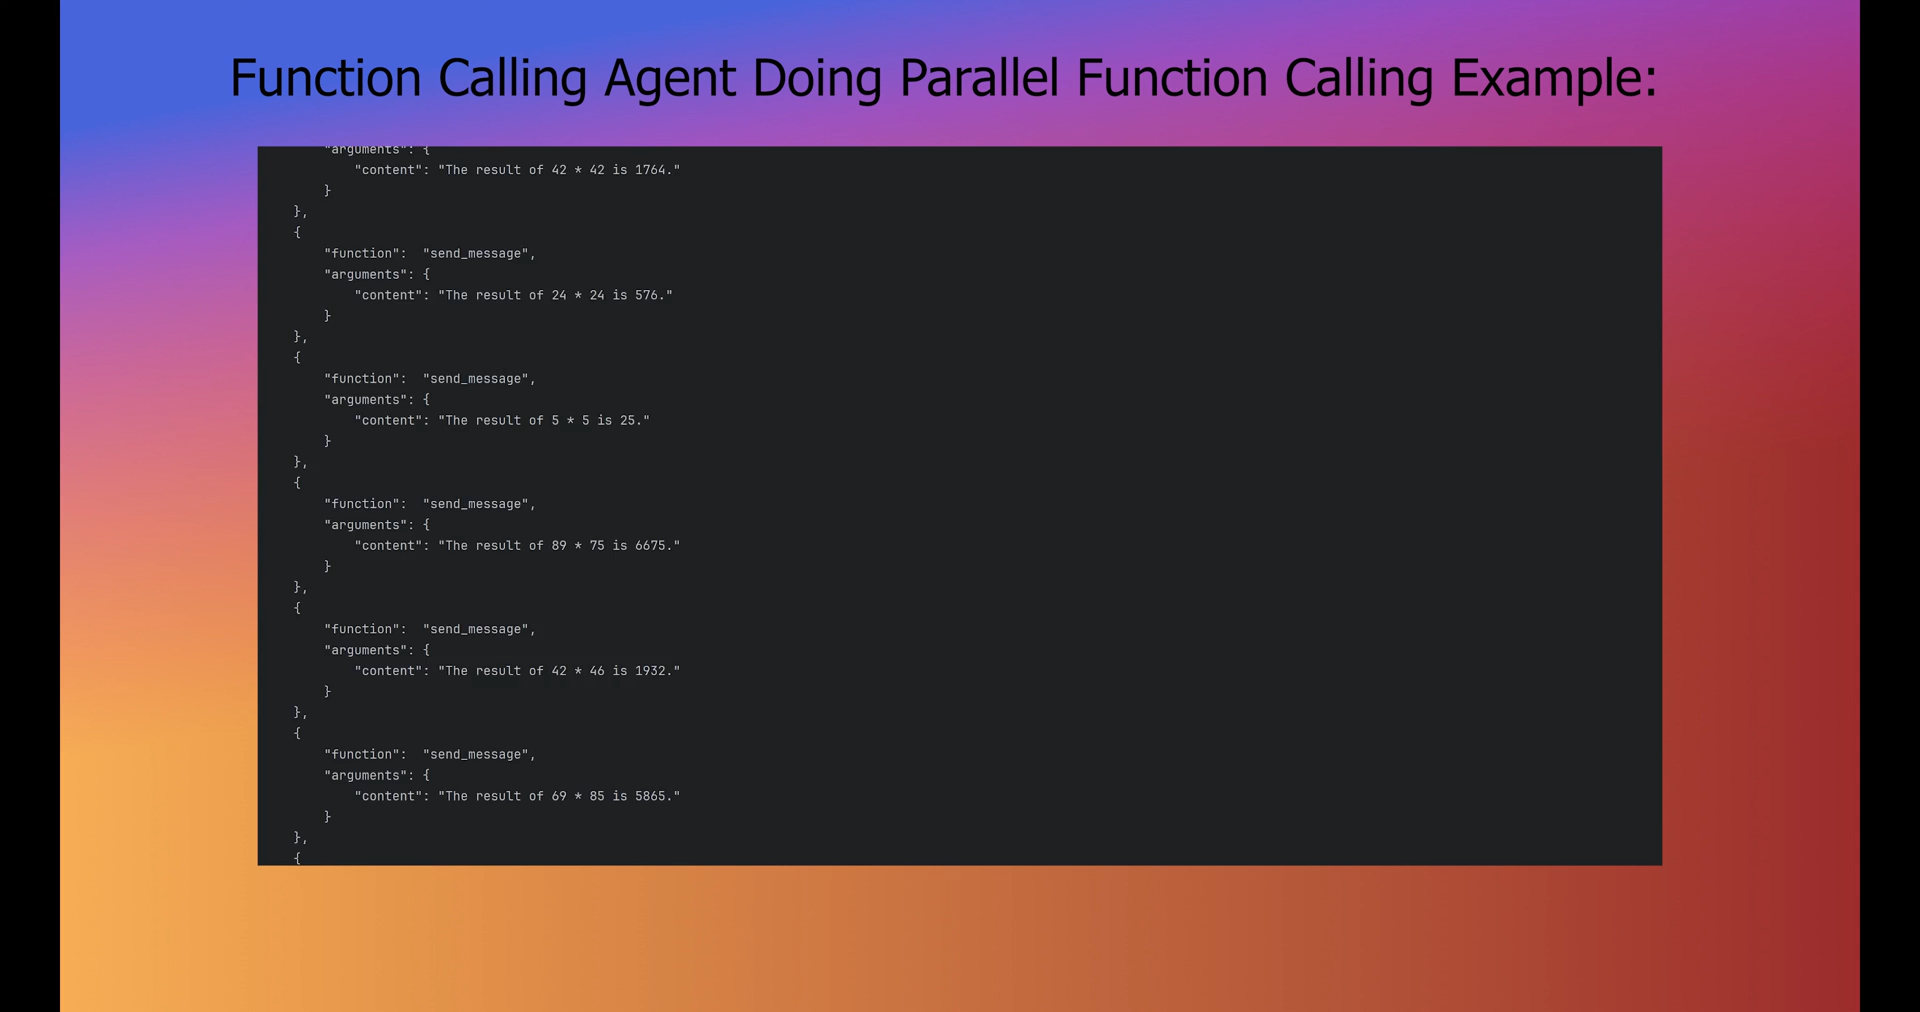 Function Calling Agent Doing Parallel Function Calling Example:
"arguments": {
"content": "The result of 42 * 42 is 1764."
}
},
{
"function":  "send_message",
"arguments": {
"content": "The result of 24 * 24 is 576."
}
},
{
"function":  "send_message",
"arguments": {
"content": "The result of 5 * 5 is 25."
}
},
{
"function":  "send_message",
"arguments": {
"content": "The result of 89 * 75 is 6675."
}
},
{
"function":  "send_message",
"arguments": {
"content": "The result of 42 * 46 is 1932."
}
},
{
"function":  "send_message",
"arguments": {
"content": "The result of 69 * 85 is 5865."
}
},
{